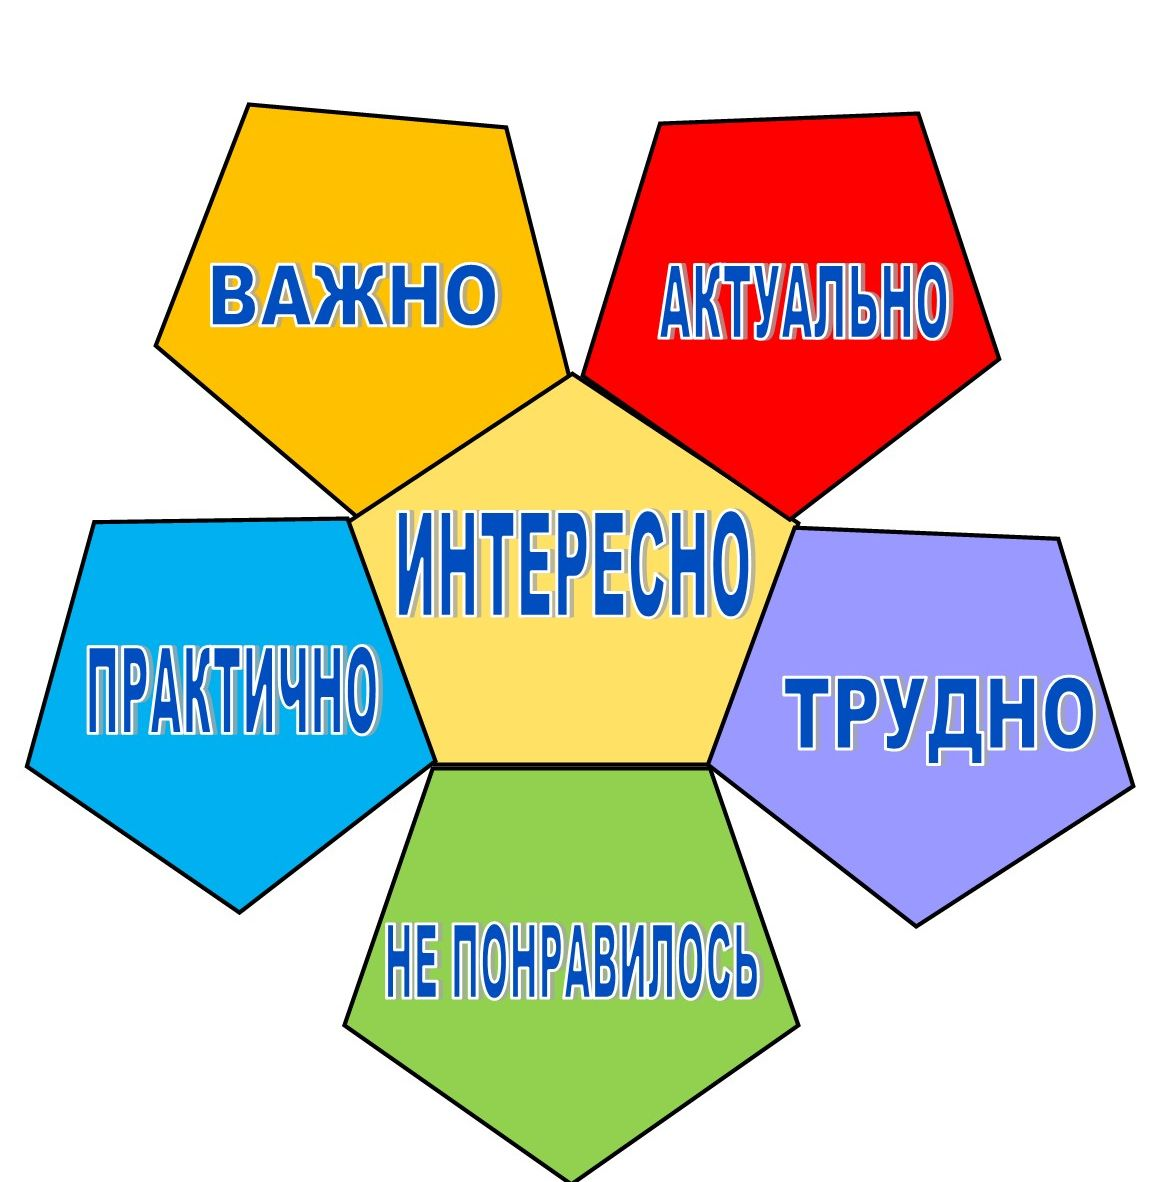 ВАЖНО
АКТУАЛЬНО
ИНТЕРЕСНО
ПРАКТИЧНО
ТРУДНО
НЕ ПОНРАВИЛОСЬ